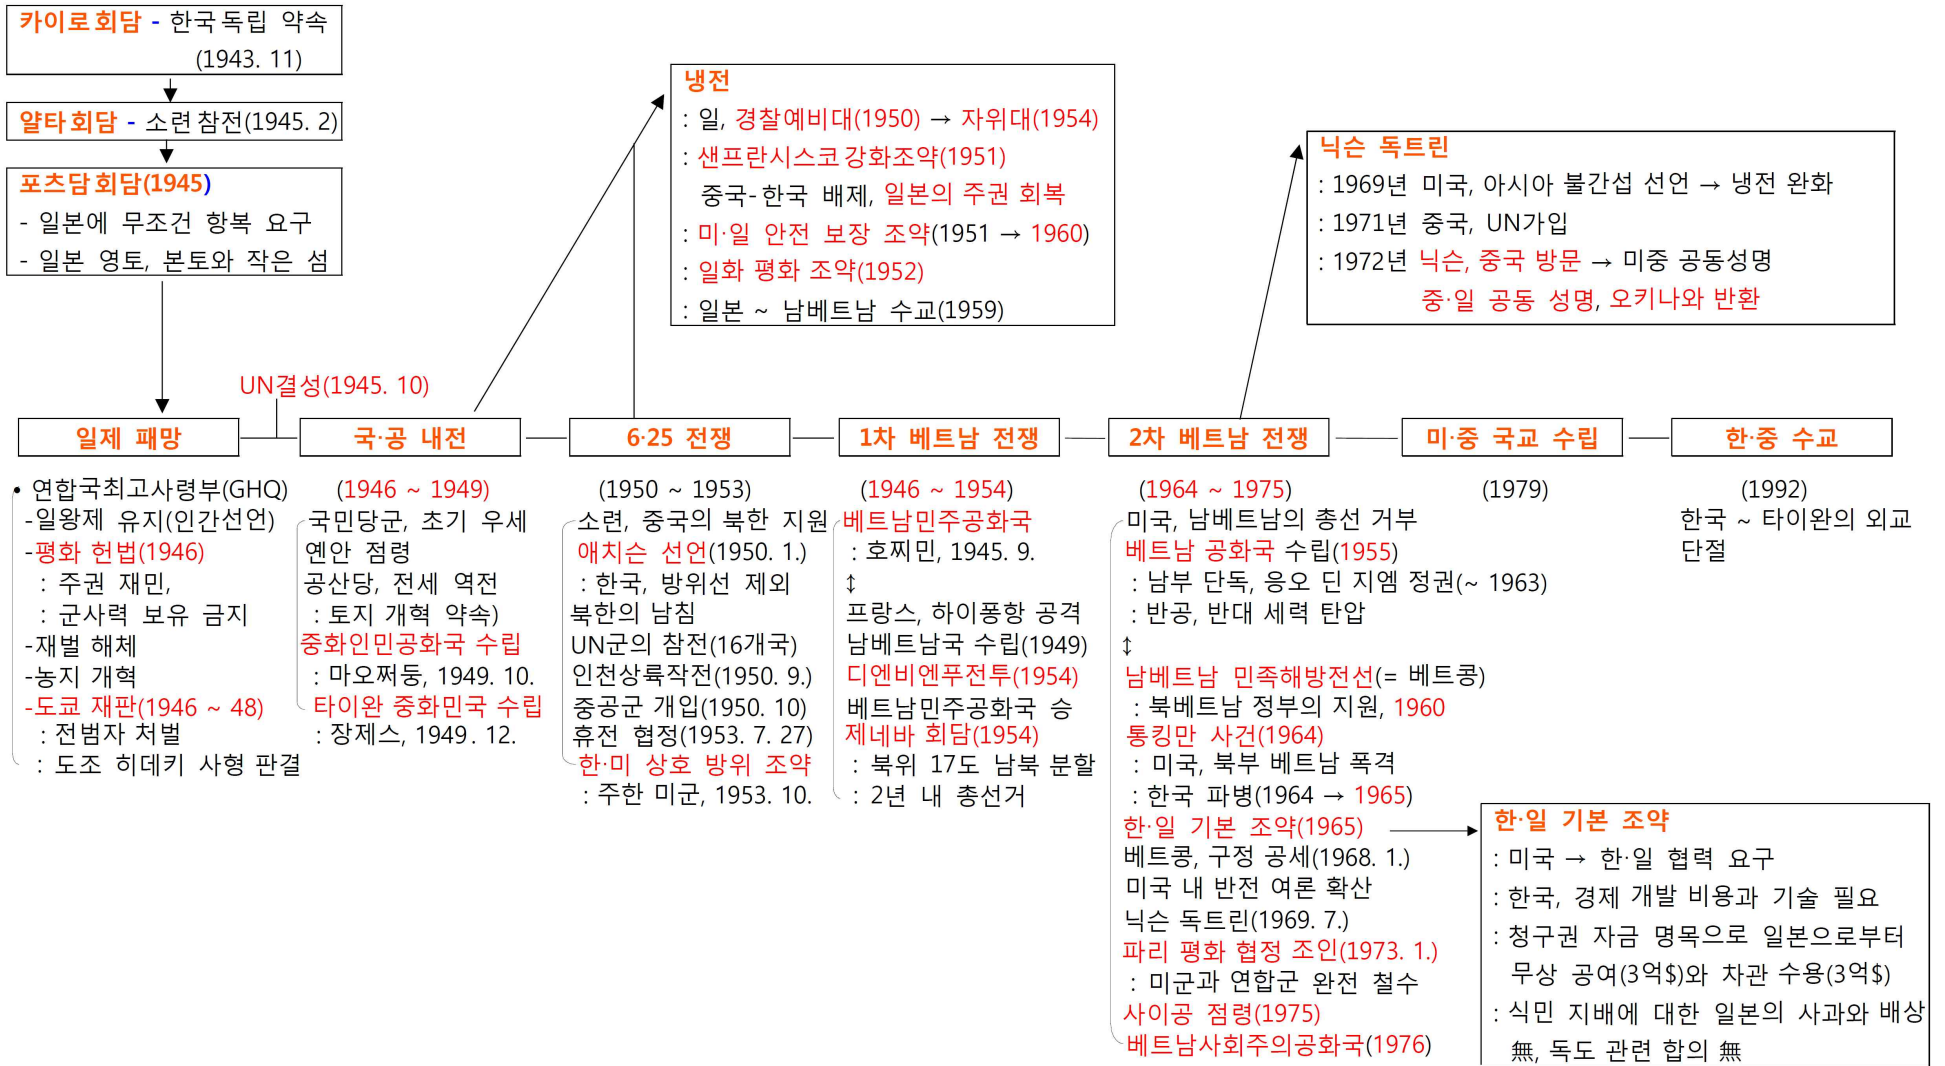 카이로회담 - 한국독립 약속
(1943. 11)
얄타회담 - 소련참전(1945. 2)
포츠담회담(1945)
- 일본에 무조건 항복 요구
- 일본 영토, 본토와 작은 섬
냉전
: 일, 경찰예비대(1950) → 자위대(1954)
: 샌프란시스코강화조약(1951)
중국-한국 배제, 일본의 주권 회복
: 미·일 안전 보장 조약(1951 → 1960)
: 일화 평화 조약(1952)
: 일본 ~ 남베트남 수교(1959)
닉슨 독트린
: 1969년 미국, 아시아 불간섭 선언 → 냉전 완화
: 1971년 중국, UN가입
: 1972년 닉슨, 중국 방문 → 미중 공동성명
중·일 공동 성명, 오키나와 반환
UN결성(1945. 10)
일제 패망
국·공 내전
6·25 전쟁
1차 베트남 전쟁
2차 베트남 전쟁
미·중 국교 수립
한·중 수교
• 연합국최고사령부(GHQ)
-일왕제 유지(인간선언)
-평화 헌법(1946)
: 주권 재민,
: 군사력 보유 금지
-재벌 해체
-농지 개혁
-도쿄 재판(1946 ~ 48)
: 전범자 처벌
: 도조 히데키 사형 판결
(1946 ~ 1949)
국민당군, 초기 우세
옌안 점령
공산당, 전세 역전
: 토지 개혁 약속)
중화인민공화국 수립
: 마오쩌둥, 1949. 10.
타이완 중화민국 수립
: 장제스, 1949. 12.
(1950 ~ 1953)
소련, 중국의 북한 지원
애치슨 선언(1950. 1.)
: 한국, 방위선 제외
북한의 남침
UN군의 참전(16개국)
인천상륙작전(1950. 9.)
중공군 개입(1950. 10)
휴전 협정(1953. 7. 27)
한·미 상호 방위 조약
: 주한 미군, 1953. 10.
(1946 ~ 1954)
베트남민주공화국
: 호찌민, 1945. 9.
↕
프랑스, 하이퐁항 공격
남베트남국 수립(1949)
디엔비엔푸전투(1954)
베트남민주공화국 승
제네바 회담(1954)
: 북위 17도 남북 분할
: 2년 내 총선거
(1964 ~ 1975)
미국, 남베트남의 총선 거부
베트남 공화국 수립(1955)
: 남부 단독, 응오 딘 지엠 정권(~ 1963)
: 반공, 반대 세력 탄압
↕
남베트남 민족해방전선(= 베트콩)
: 북베트남 정부의 지원, 1960
통킹만 사건(1964)
: 미국, 북부 베트남 폭격
: 한국 파병(1964 → 1965)
한·일 기본 조약(1965)
베트콩, 구정 공세(1968. 1.)
미국 내 반전 여론 확산
닉슨 독트린(1969. 7.)
파리 평화 협정 조인(1973. 1.)
: 미군과 연합군 완전 철수
사이공 점령(1975)
베트남사회주의공화국(1976)
(1979)
(1992)
한국 ~ 타이완의 외교
단절
한·일 기본 조약
: 미국 → 한·일 협력 요구
: 한국, 경제 개발 비용과 기술 필요
: 청구권 자금 명목으로 일본으로부터
무상 공여(3억$)와 차관 수용(3억$)
: 식민 지배에 대한 일본의 사과와 배상
無, 독도 관련 합의 無